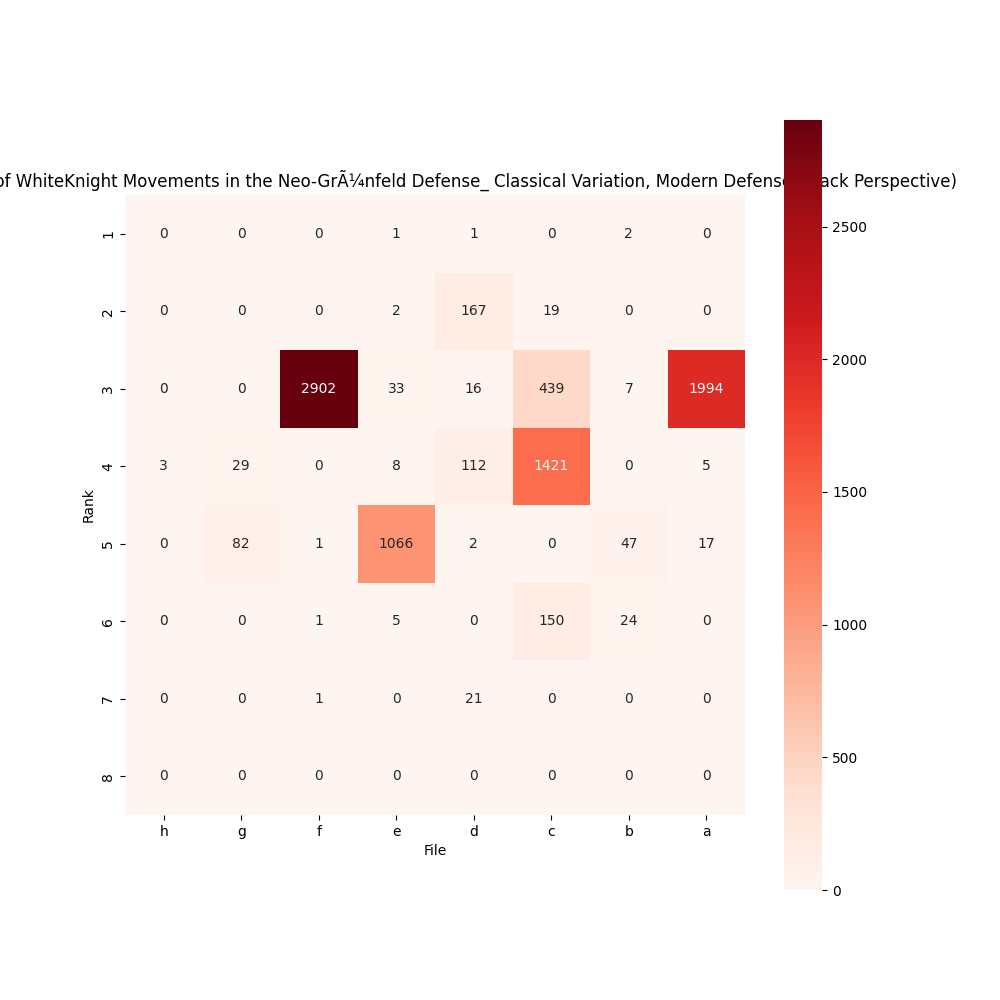 of WhiteKnight Movements in the Neo-GrÃ¼nfeld Defense_ Classical Variation, Modern Defense ack Perspective)
1 0 0 0 1 1 0 2 0
2 0 0 0 2 167 19 0 0
3 0 0 2902 33 16 439 7 1994
4 3 29 0 8 112 1421 0 5
5 0 82 1 1066 2 0 47 17
6 0 0 1 5 0 150 24 0
7 0 0 1 0 21 0 0 0
8 0 0 0 0 0 0 0 0
h g f e d c b a
File
Rank
2500
2000
1500
1000
500
0